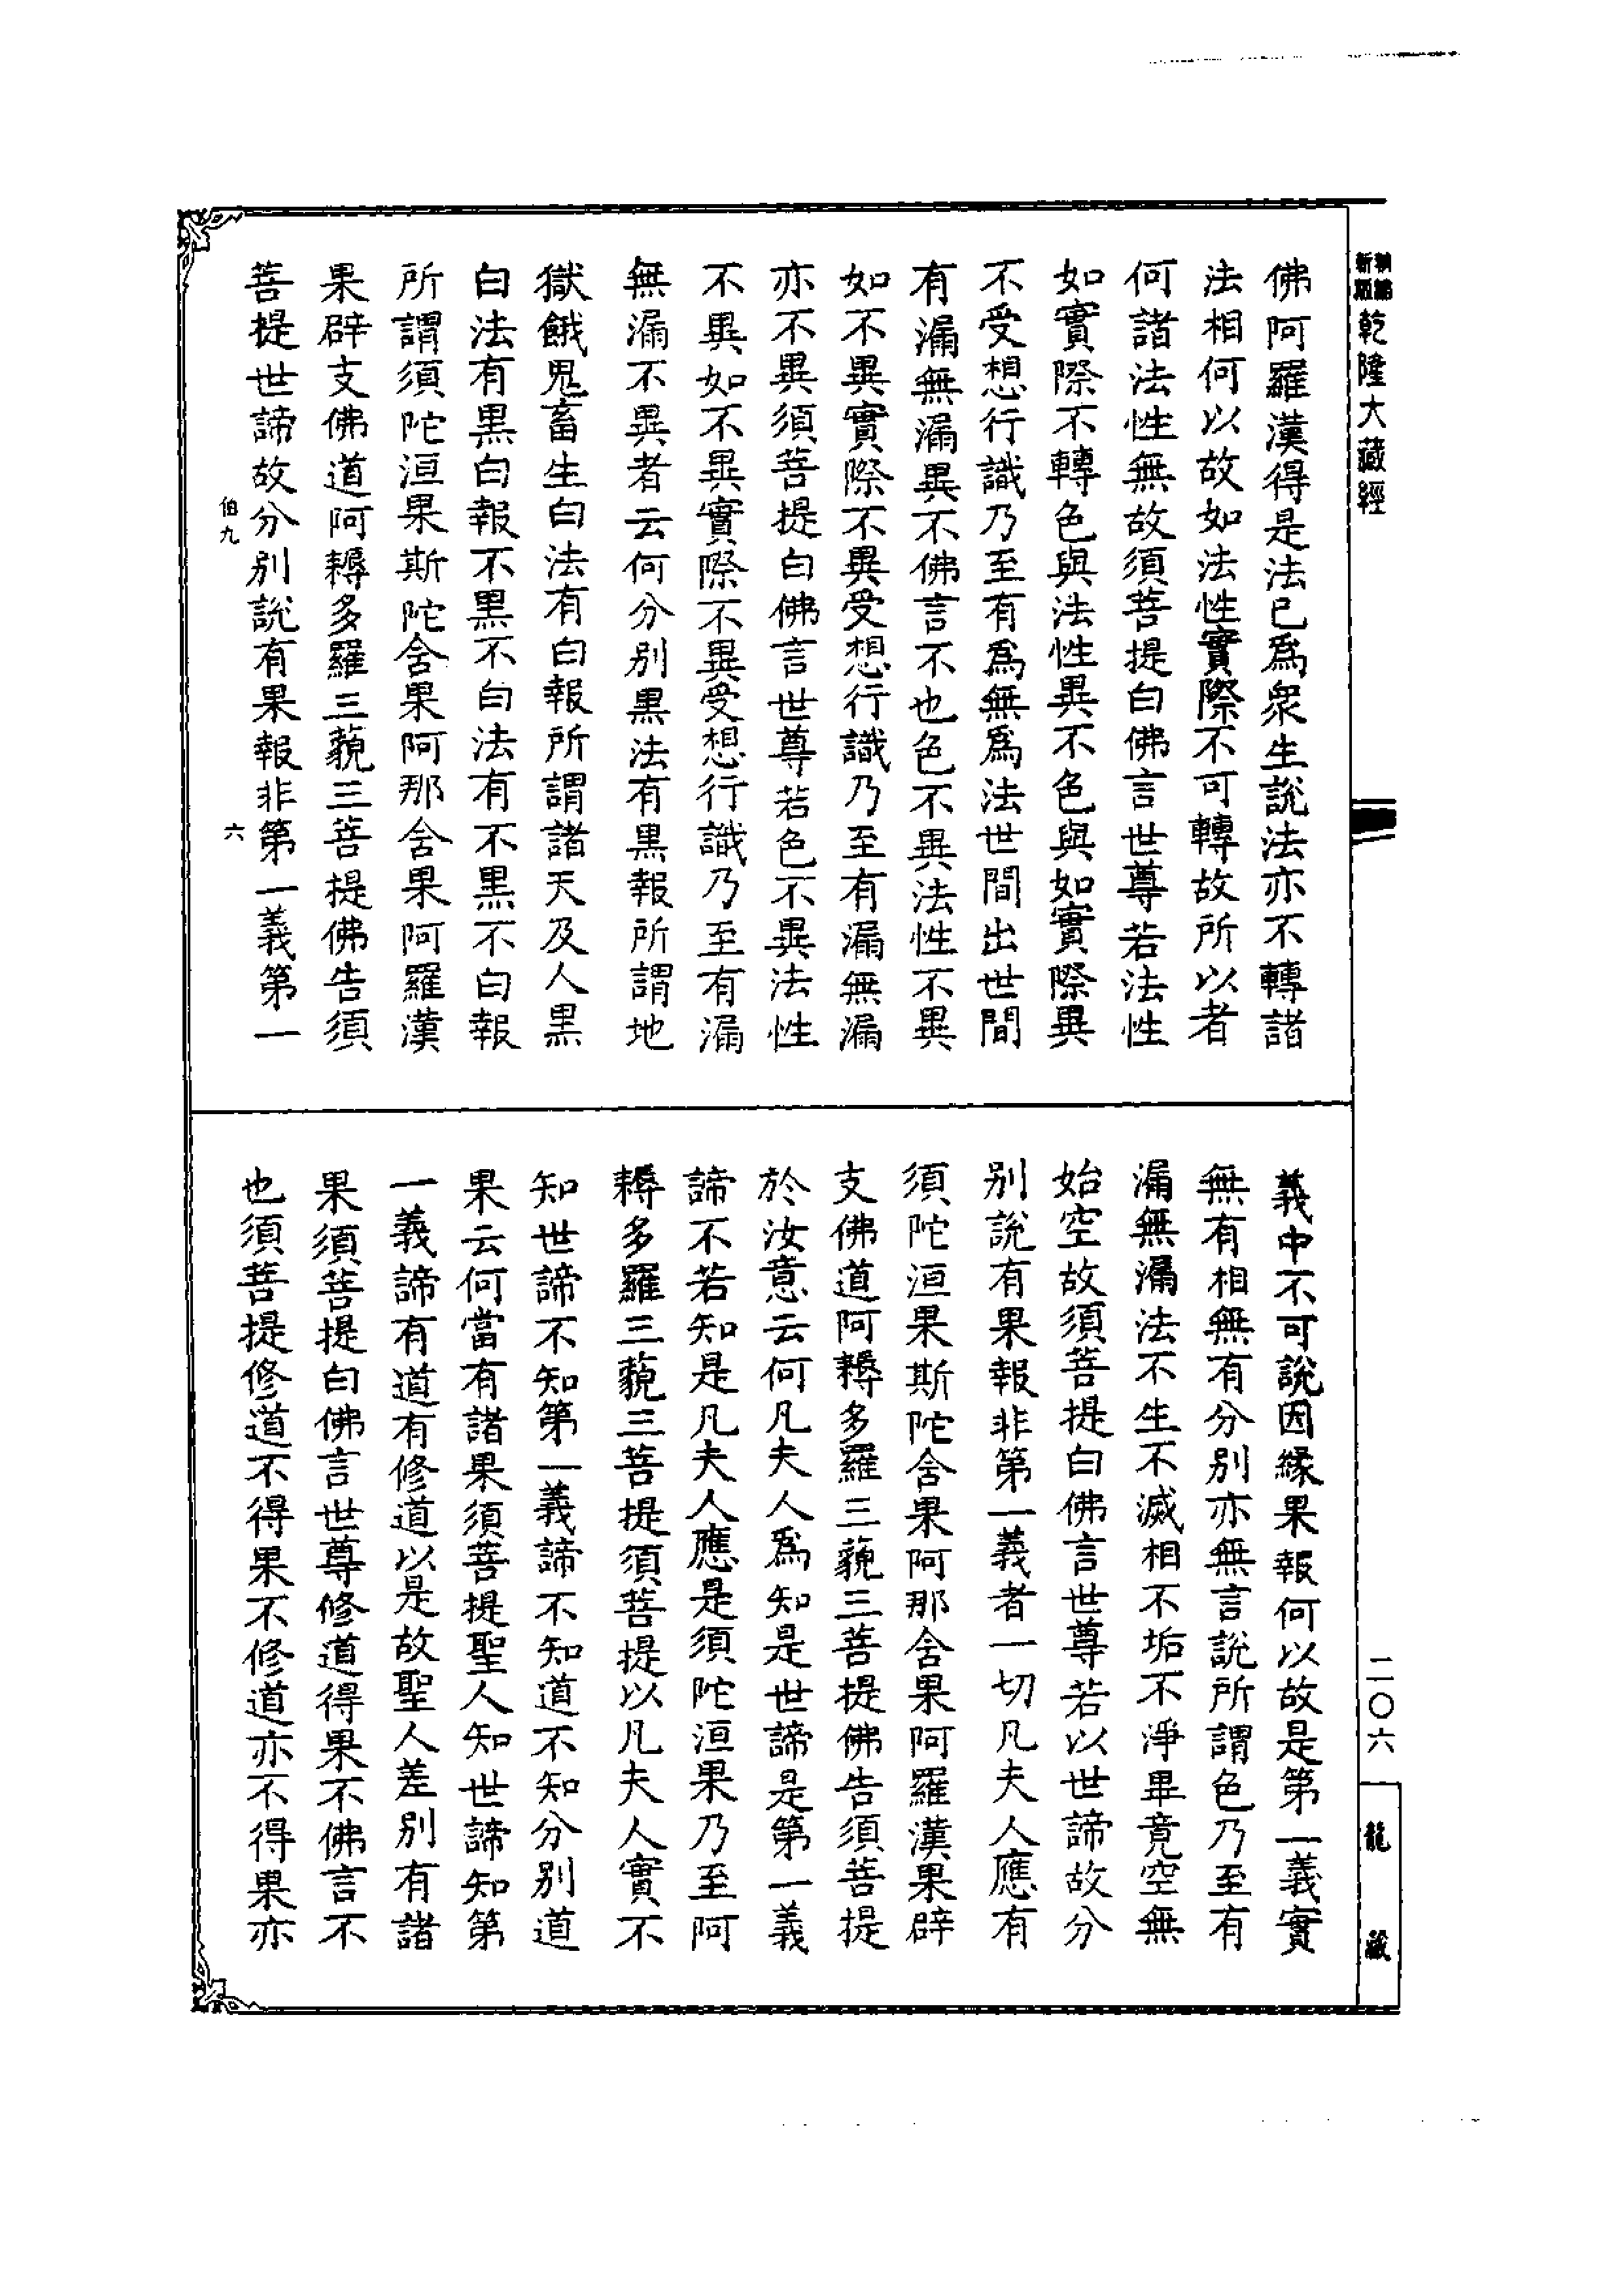 乾隆大藏經
佛阿羅漢得是法已爲衆生說法亦不轉諸
法相何以故如法性實際不可轉故所以者
何諸法性無故須菩提白佛言世尊若法性
如實際不轉色與法性異不色與如實際異
不受想行識乃至有爲無爲法世間出世間
有漏無漏異不佛言不也色不異法性不異
如不異實際不異受想行識乃至有漏無漏
亦不異須菩提白佛言世尊若色不異法性
不異如不異實際不異受想行識乃至有漏
無漏不異者云何分別黑法有黑報所謂地
獄餓鬼畜生白法有白報所謂諸天及人黑
白法有黑白報不黑不白法有不黑不白報
所謂須陀洹果斯陀含果阿那含果阿羅漢
果辟支佛道阿耨多羅三藐三菩提佛告須
菩提世諦故分別說有果報非第一義第一
伯九
六
義中不可說因緣果報何以故是第一義實
無有相無有分別亦無言說所謂色乃至有
漏無漏法不生不滅相不垢不淨畢竟空無
始空故須菩提白佛言世尊若以世諦故分
別說有果報非第一義者一切凡夫人應有
須陀洹果斯陀含果阿那含果阿羅漢果辟
支佛道阿耨多羅三藐三菩提佛告須菩提
於汝意云何凡夫人爲知是世諦是第一義
諦不若知是凡夫人應是須陀洹果乃至阿
耨多羅三藐三菩提須菩提以凡夫人實不
知世諦不知第一義諦不知道不知分別道
果云何當有諸果須菩提聖人知世諦知第
一義諦有道有修道以是故聖人差別有諸
果須菩提白佛言世尊修道得果不佛言不
也須菩提修道不得果不修道亦不得果亦
二〇六
龍藏